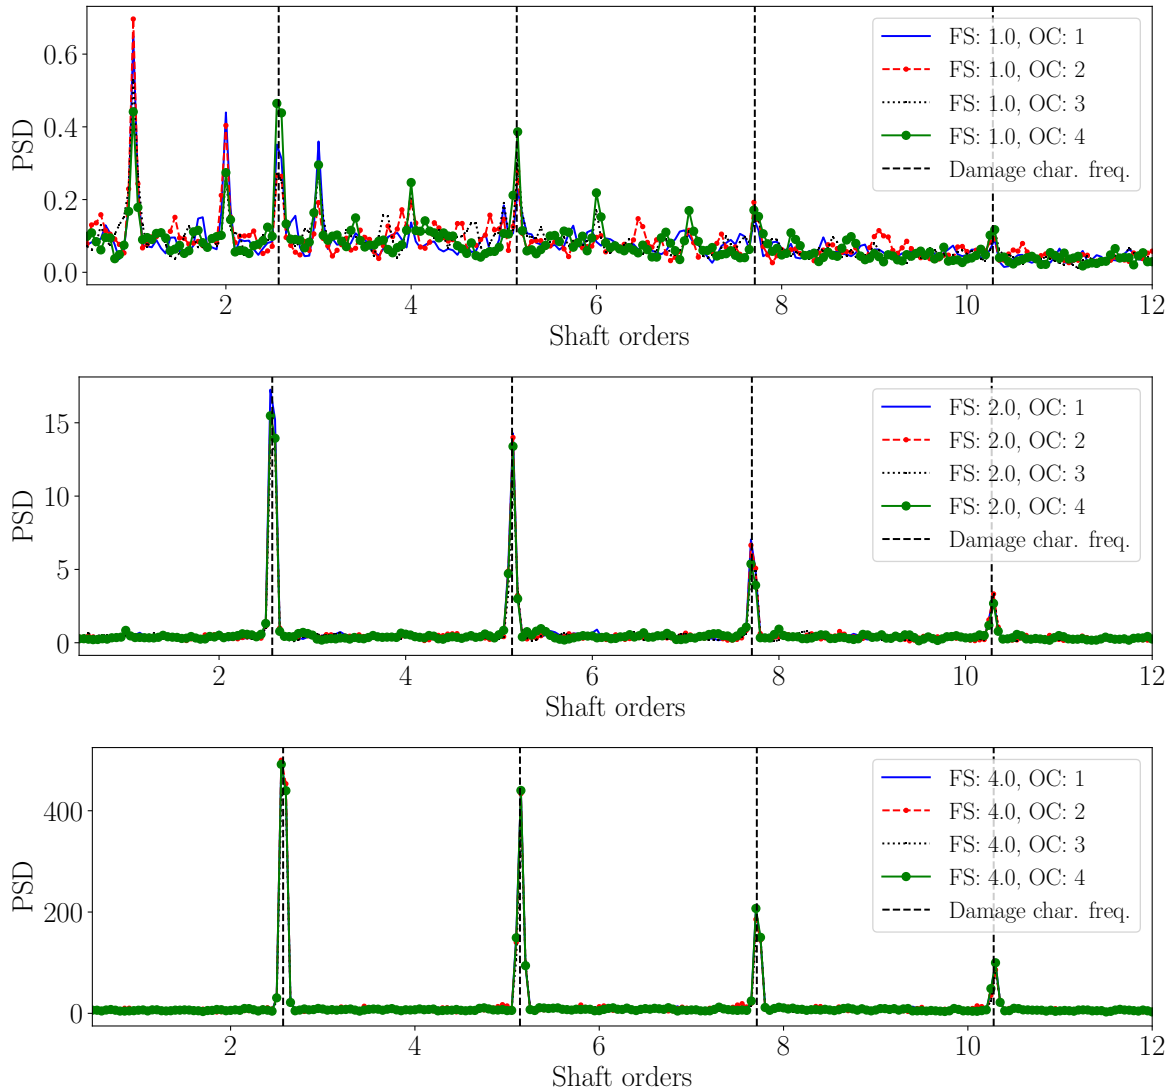 PSD
0.6
0.4
0.2
0.0
FS: 1.0, OC: 1
FS: 1.0, OC: 2
FS: 1.0, OC: 3
FS: 1.0, OC: 4
Damage char. freq.
2 4 6 8 10 12
Shaft orders
PSD
15
10
5
0
FS: 2.0, OC: 1
FS: 2.0, OC: 2
FS: 2.0, OC: 3
FS: 2.0, OC: 4
Damage char. freq.
2 4 6 8 10 12
Shaft orders
PSD
400
200
0
FS: 4.0, OC: 1
FS: 4.0, OC: 2
FS: 4.0, OC: 3
FS: 4.0, OC: 4
Damage char. freq.
2 4 6 8 10 12
Shaft orders